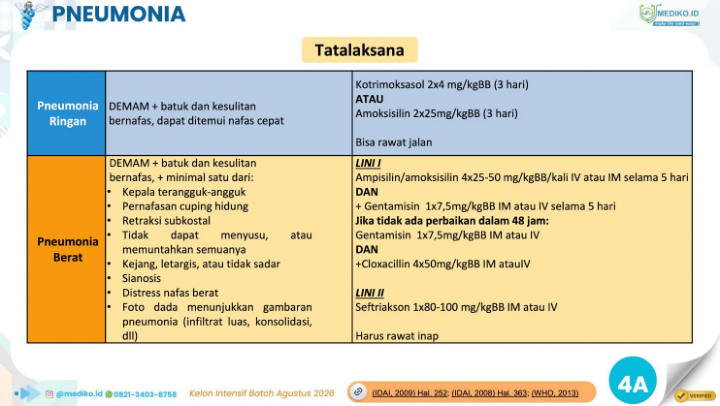 PNEUMONIA
MEDIKO.ID
Tatalaksana
Pneumonia
Ringan
DEMAM + batuk dan kesulitan
bernafas, dapat ditemui nafas cepat
Kotrimoksasol 2x4 mg/kgBB (3 hari)
ATAU
Amoksisilin 2x25mg/kgBB (3 hari)
Bisa rawat jalan
Pneumonia
Berat
DEMAM + batuk dan kesulitan
bernafas, + minimal satu dari:
• Kepala terangguk-angguk
• Pernafasan cuping hidung
• Retraksi subkostal
• Tidak dapat menyusu, atau
memuntahkan semuanya
• Kejang, letargis, atau tidak sadar
• Sianosis
• Distress nafas berat
• Foto dada menunjukkan gambaran
pneumonia (infiltrat luas, konsolidasi,
dll)
LINI I
Ampisilin/amoksisilin 4x25-50 mg/kgBB/kali IV atau IM selama 5 hari
DAN
+ Gentamisin 1x7,5mg/kgBB IM atau IV selama 5 hari
Jika tidak ada perbaikan dalam 48 jam:
Gentamisin 1x7,5mg/kgBB IM atau IV
DAN
+Cloxacillin 4x50mg/kgBB IM atauIV
LINI II
Seftriakson 1x80-100 mg/kgBB IM atau IV
Harus rawat inap
@mediko.id
0821-3403-8758
Kelon Intensif Batch Agustus 2026
(IDAI, 2009) Hal. 252; (IDAI, 2008) Hal. 363; (WHO, 2013)
4A
VERIFIED